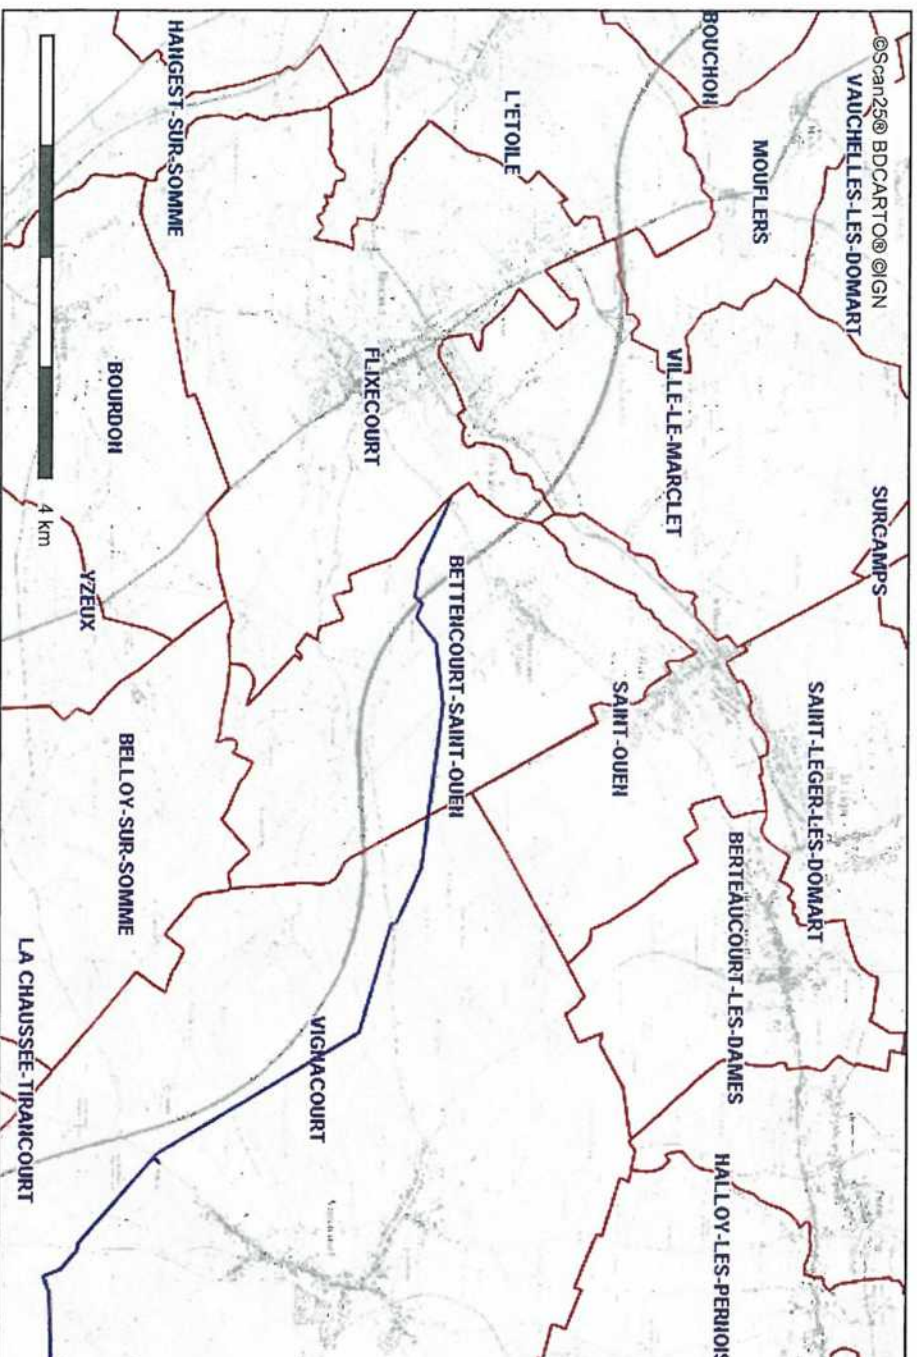 ©Scan25® BDCARTO® ©IGN
VAUCHELLES-LES-DOMART
SURCAMPS
SAINT-LEGER-LES-DOMART
MOUFLERS
BOUCHON
VILLE-LE-MARCLET
SAINT-OUEN
BERTEAUCOURT-LES-DAMES
HALLOY-LES-PERNOIS
L'ETOILE
BETTENCOURT-SAINT-OUEN
FLIXECOURT
VIGNACOURT
HANGEST-SUR-SOMME
BOURDON
YZEUX
BELLOY-SUR-SOMME
LA CHAUSSEE-TIRANCOURT
4 km